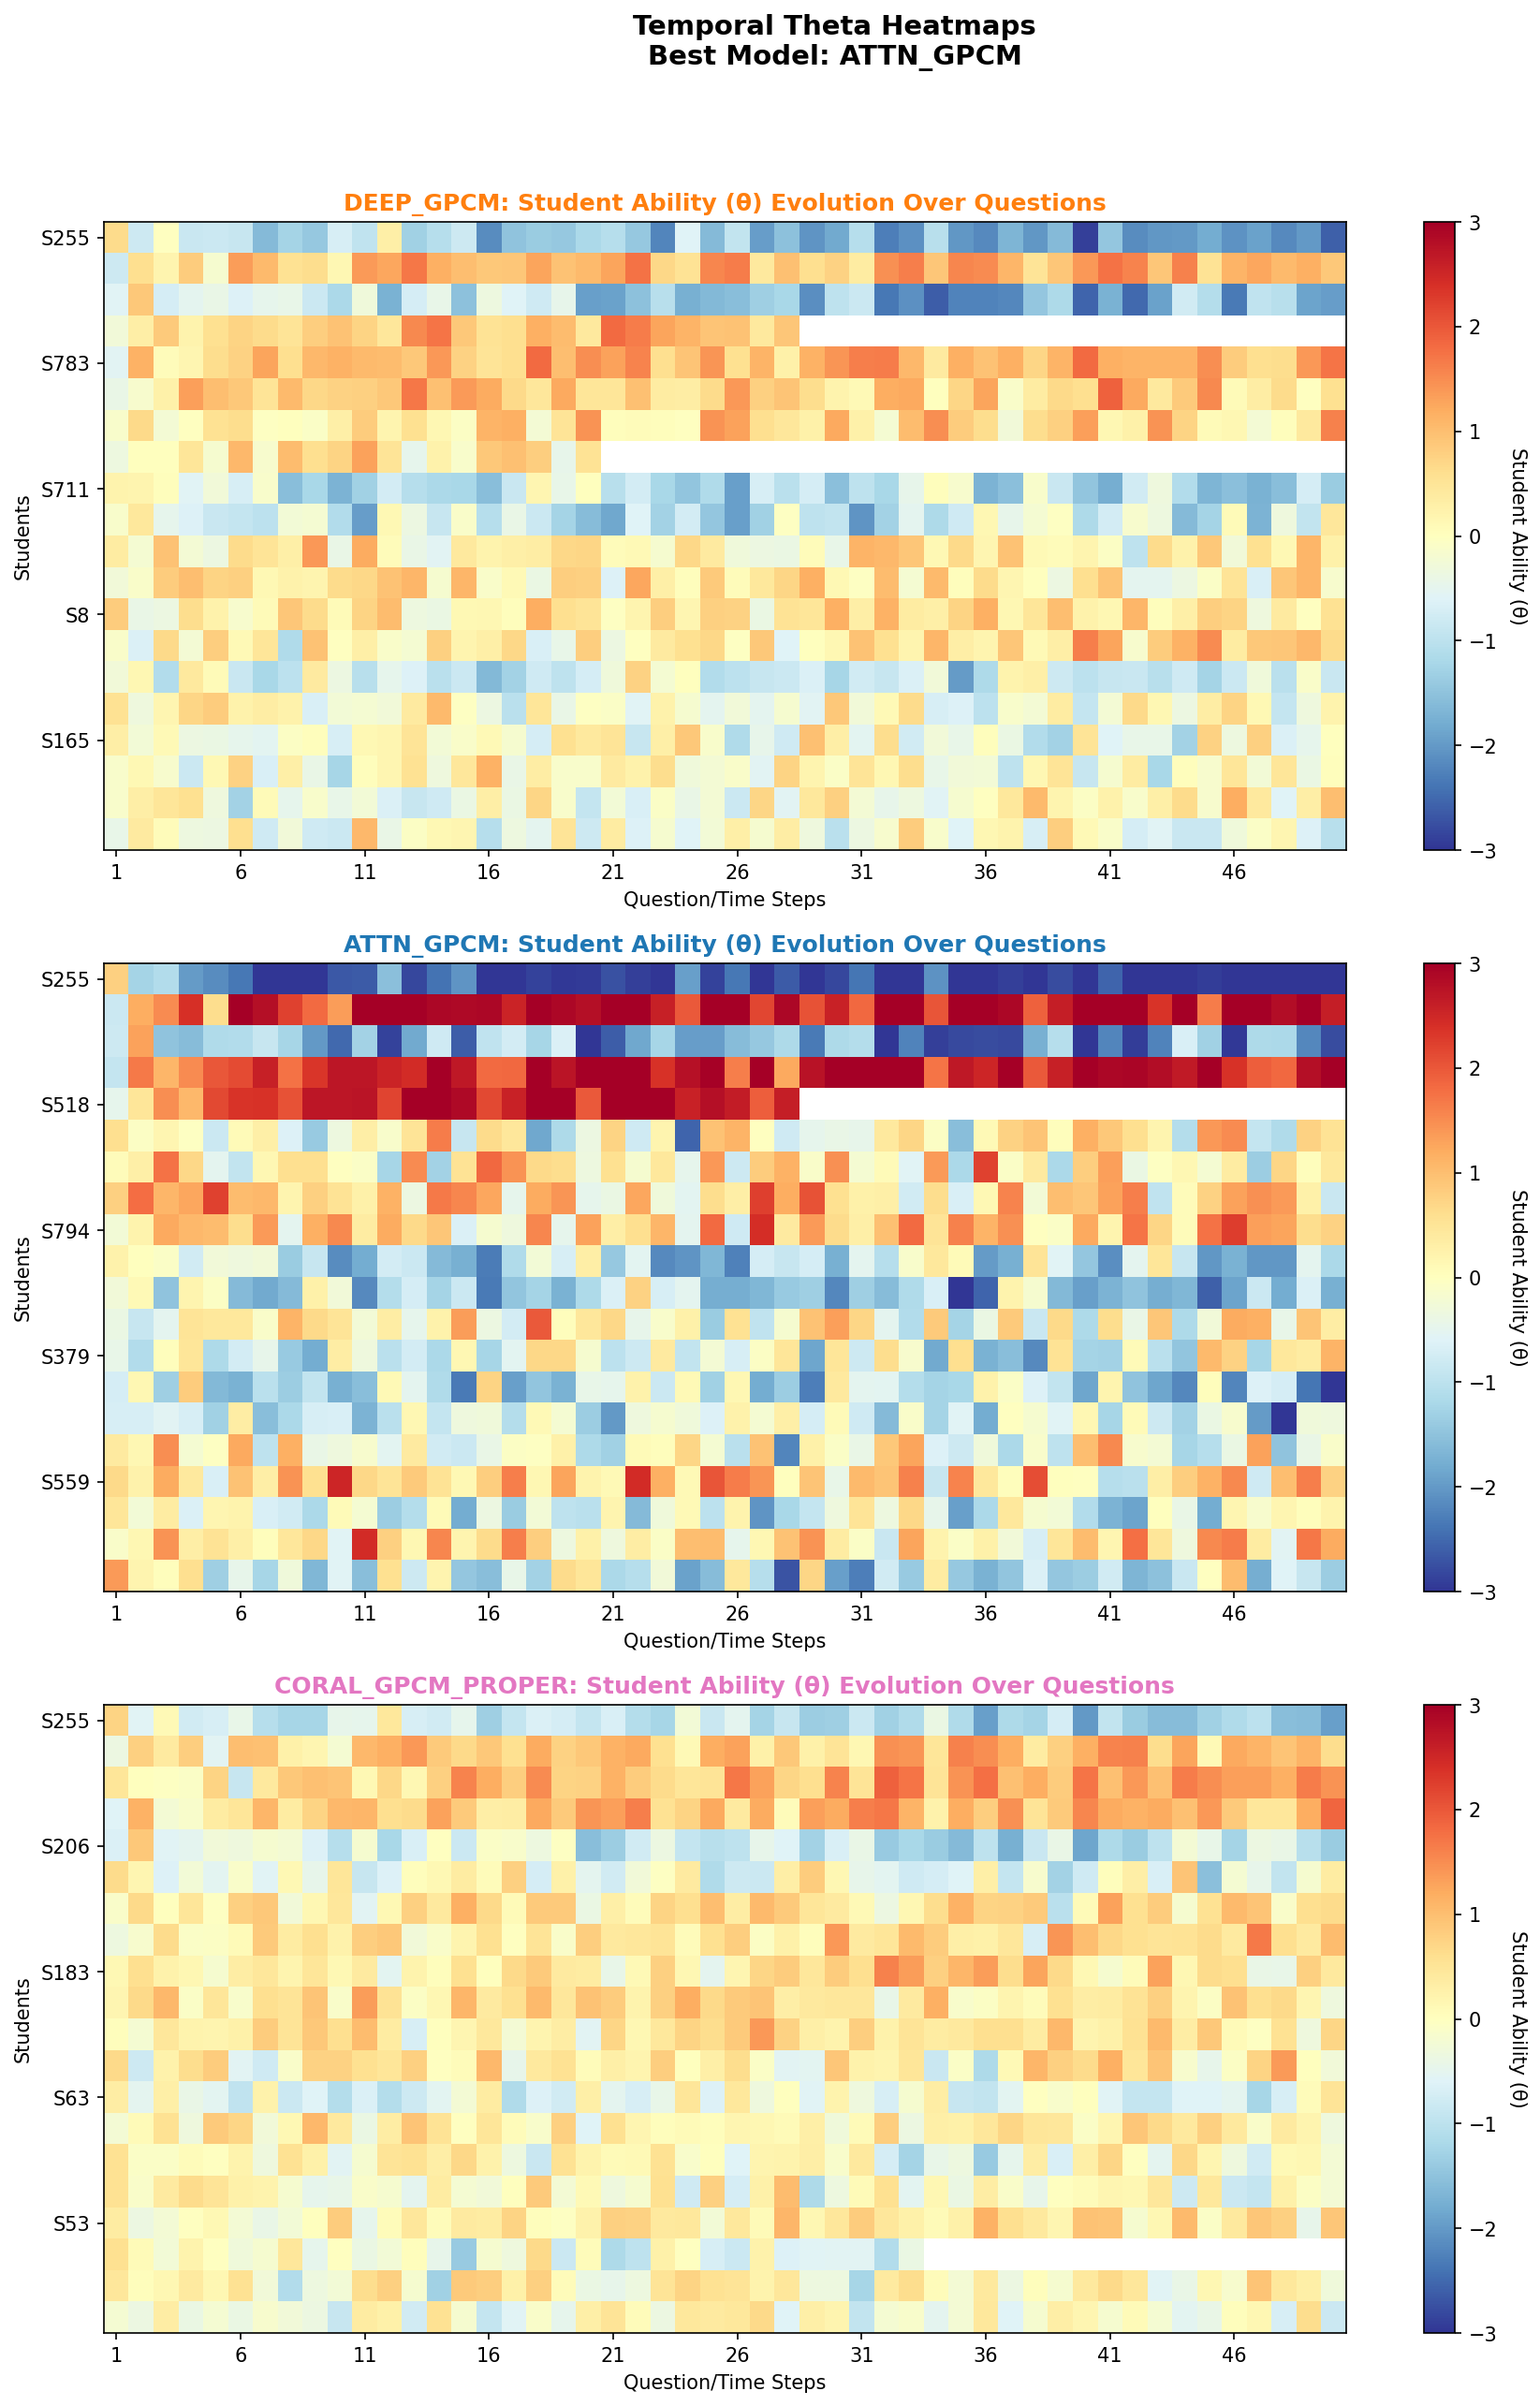 Temporal Theta Heatmaps
Best Model: ATTN_GPCM
DEEP_GPCM: Student Ability (θ) Evolution Over Questions
S255
S783
S711
S8
S165
Students
1 6 11 16 21 26 31 36 41 46
Question/Time Steps
3
2
1
0
−1
−2
−3
Student Ability (θ)
ATTN_GPCM: Student Ability (θ) Evolution Over Questions
S255
S518
S794
S379
S559
Students
1 6 11 16 21 26 31 36 41 46
Question/Time Steps
3
2
1
0
−1
−2
−3
Student Ability (θ)
CORAL_GPCM_PROPER: Student Ability (θ) Evolution Over Questions
S255
S206
S183
S63
S53
Students
1 6 11 16 21 26 31 36 41 46
Question/Time Steps
3
2
1
0
−1
−2
−3
Student Ability (θ)